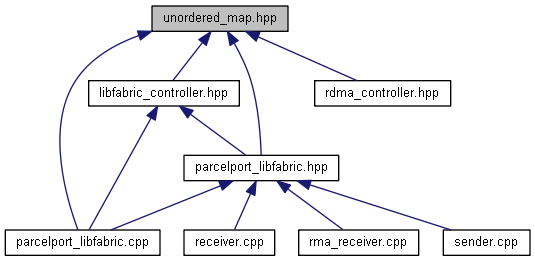 unordered_map.hpp
libfabric_controller.hpp
rdma_controller.hpp
parcelport_libfabric.hpp
parcelport_libfabric.cpp
receiver.cpp
rma_receiver.cpp
sender.cpp